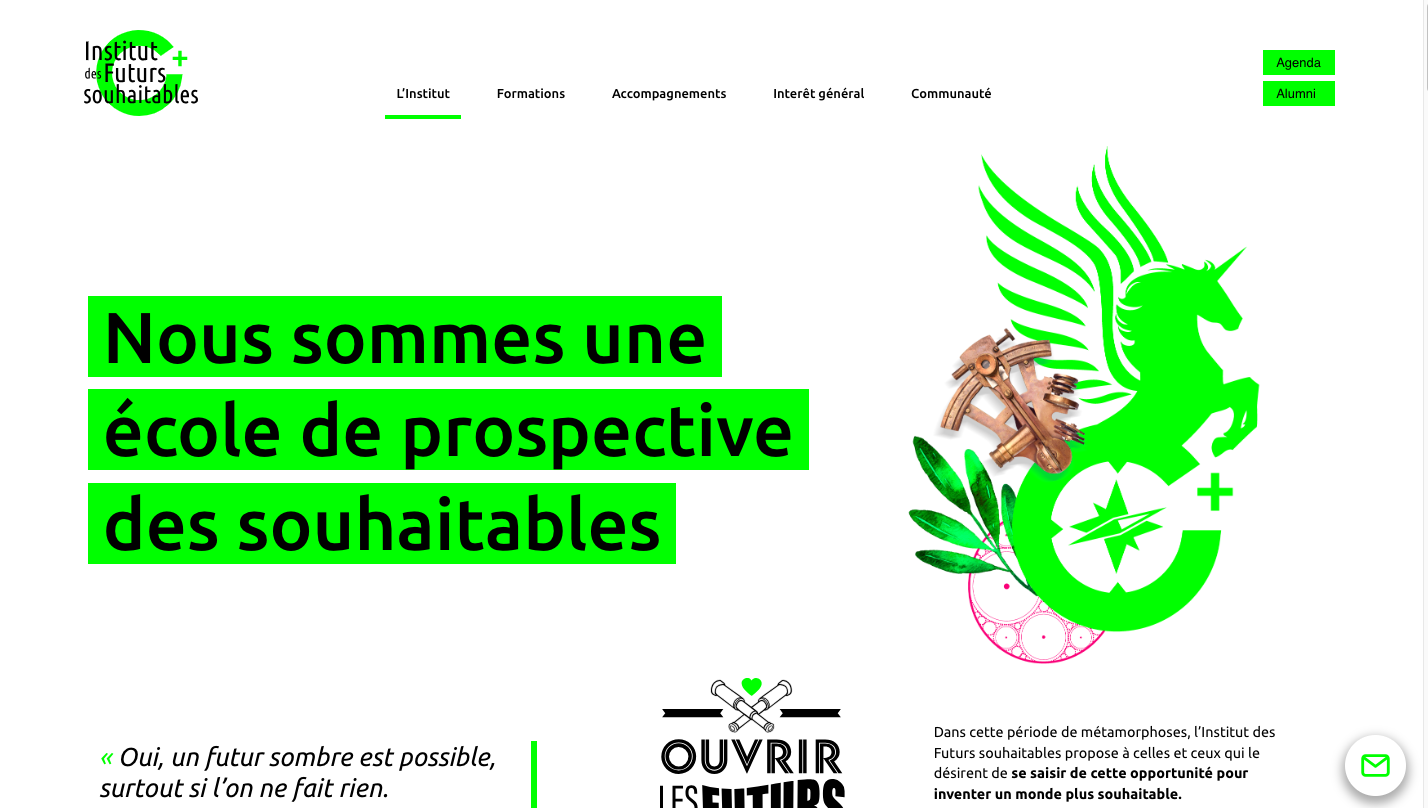 Institut
des Futurs
souhaitables
L’Institut
Formations
Accompagnements
Interêt général
Communauté
Agenda
Alumni
Nous sommes une
école de prospective
des souhaitables
« Oui, un futur sombre est possible,
surtout si l’on ne fait rien.
OUVRIR
LES FUTURS
Dans cette période de métamorphoses, l’Institut des
Futurs souhaitables propose à celles et ceux qui le
désirent de se saisir de cette opportunité pour
inventer un monde plus souhaitable.